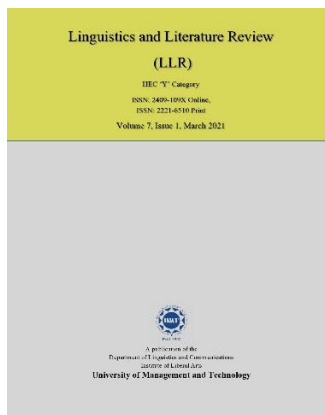 Linguistics and Literature Review
(LLR)
HEC 'Y' Category
ISSN: 2409-109X Online,
ISSN: 2221-6510 Print
Volume 7, Issue 1, March 2021
A publication of the
Department of Linguistics and Communications
Institute of Liberal Arts
University of Management and Technology